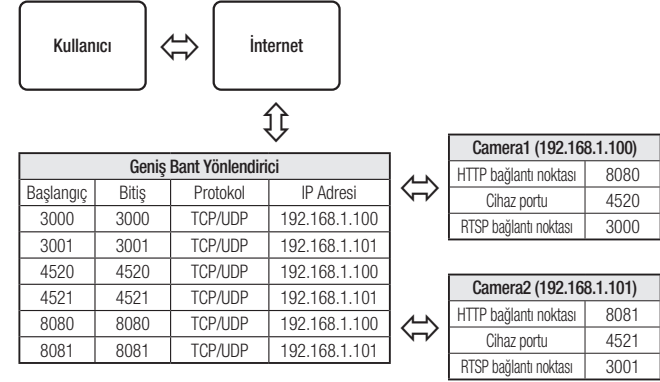 Kullanıcı
İnternet
Geniş Bant Yönlendirici
Başlangıç Bitiş Protokol IP Adresi
3000 3000 TCP/UDP 192.168.1.100
3001 3001 TCP/UDP 192.168.1.101
4520 4520 TCP/UDP 192.168.1.100
4521 4521 TCP/UDP 192.168.1.101
8080 8080 TCP/UDP 192.168.1.100
8081 8081 TCP/UDP 192.168.1.101
Camera1 (192.168.1.100)
HTTP bağlantı noktası 8080
Cihaz portu 4520
RTSP bağlantı noktası 3000
Camera2 (192.168.1.101)
HTTP bağlantı noktası 8081
Cihaz portu 4521
RTSP bağlantı noktası 3001